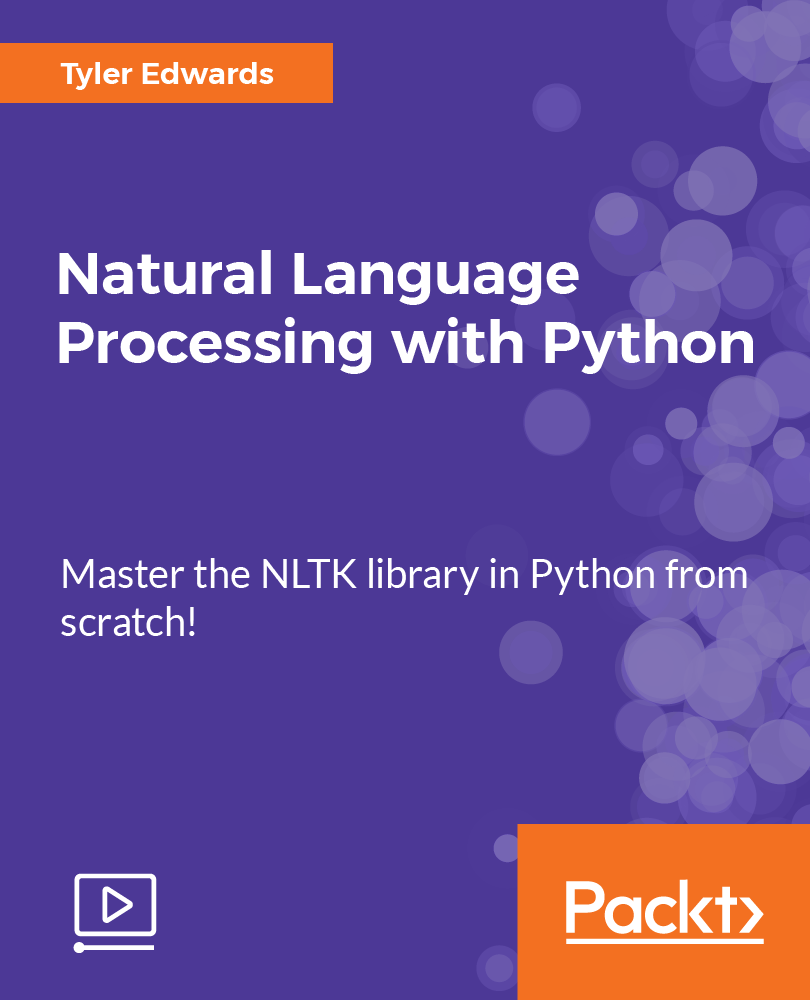 Tyler Edwards
Natural Language
Processing with Python
Master the NLTK library in Python from
scratch!
Packt>